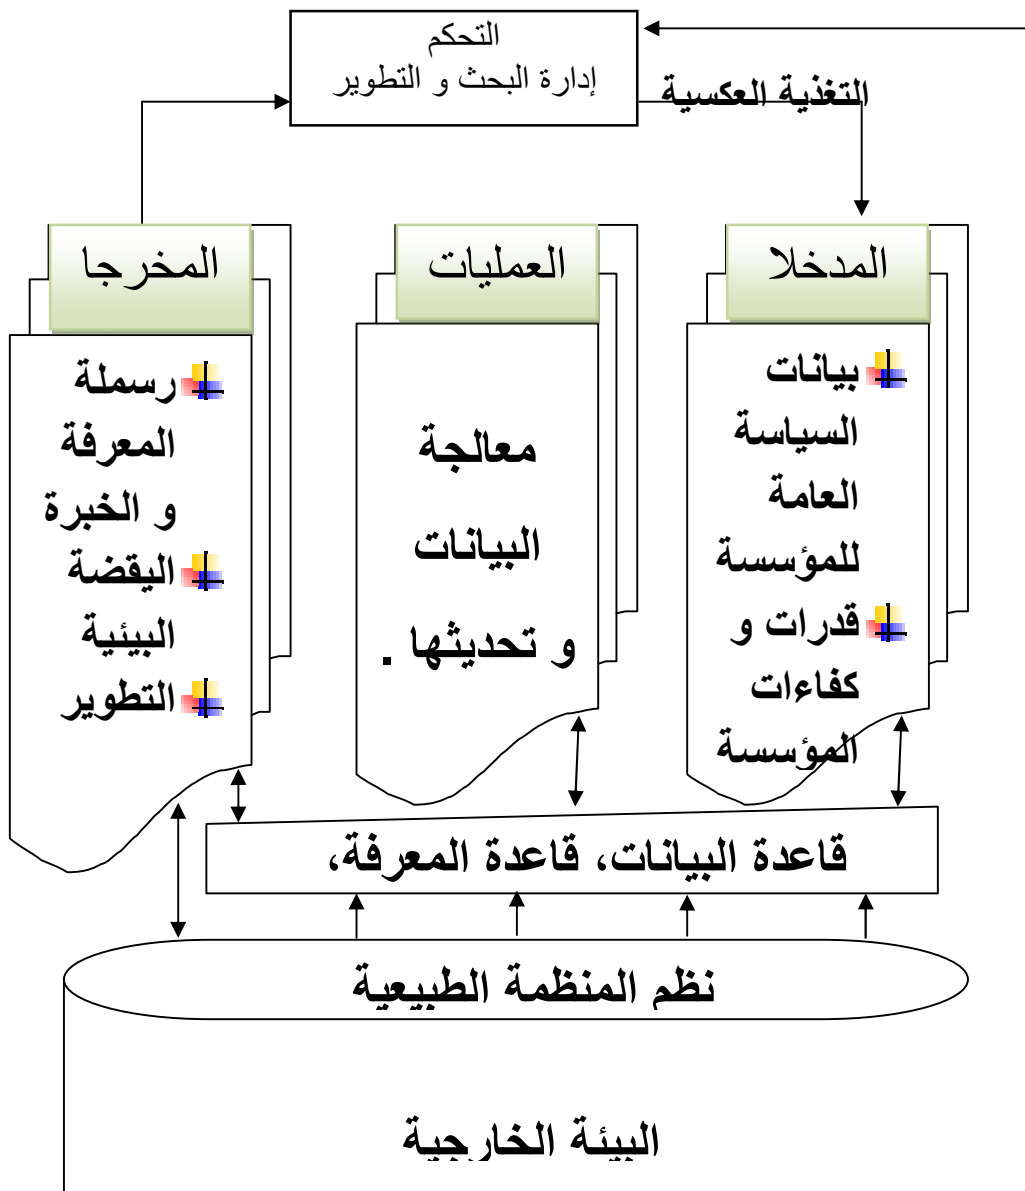 التحكم
إدارة البحث و التطوير
التغذية العكسية
المدخلا
العمليات
المخرجا
بيانات
السياسة
العامة
للمؤسسة
قدرات و
كفاءات
المؤسسة
معالجة
البيانات
و تحديثها .
رسملة
المعرفة
و الخبرة
اليقضة
البيئية
التطوير
قاعدة البيانات، قاعدة المعرفة،
نظم المنظمة الطبيعية
البيئة الخارجية